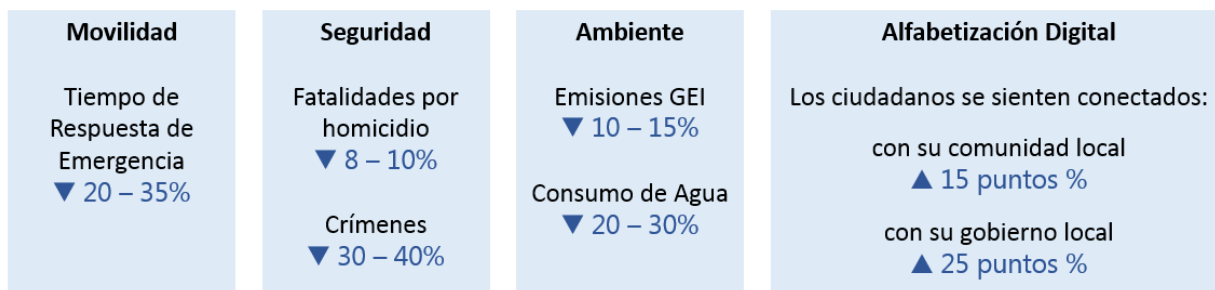 Movilidad
Tiempo de
Respuesta de
Emergencia
▼ 20 – 35%
Seguridad
Fatalidades por
homicidio
▼ 8 – 10%
Crímenes
▼ 30 – 40%
Ambiente
Emisiones GEI
▼ 10 – 15%
Consumo de Agua
▼ 20 – 30%
Alfabetización Digital
Los ciudadanos se sienten conectados:
con su comunidad local
▲ 15 puntos %
con su gobierno local
▲ 25 puntos %